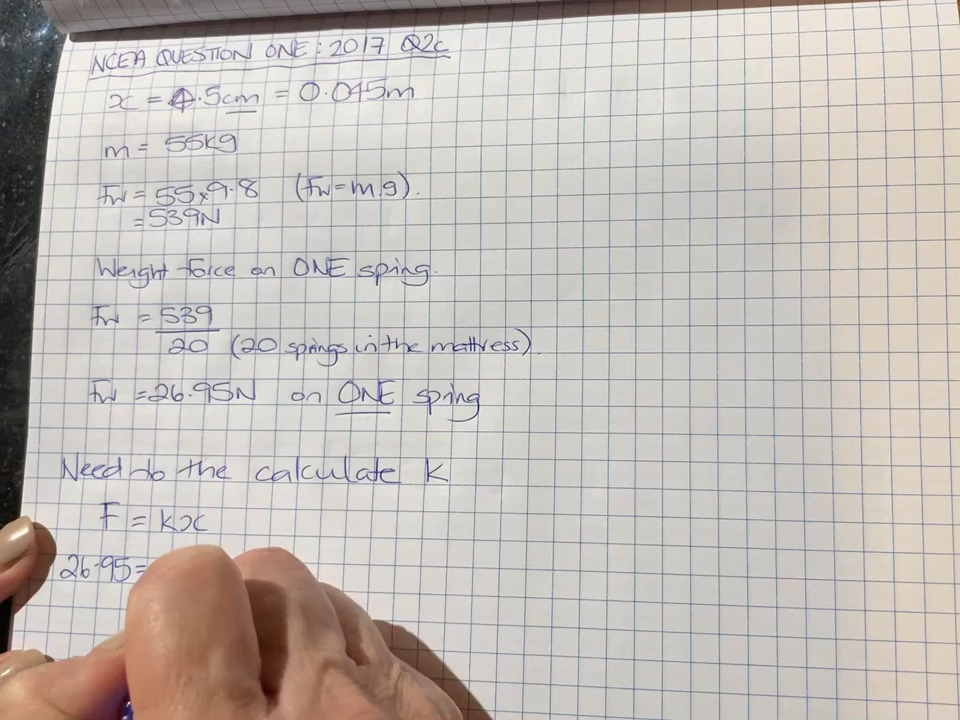 NCEA QUESTION ONE: 2017 Q2c
x = 4.5cm = 0.045m
m = 55kg
Fw = 55x9.8 (Fw=m.g).
=539N
Weight force on ONE spring.
Fw = 539
20 (20 springs in the mattress).
Fw =26.95N on ONE spring
Need to the calculate k
F = kx
26.95=